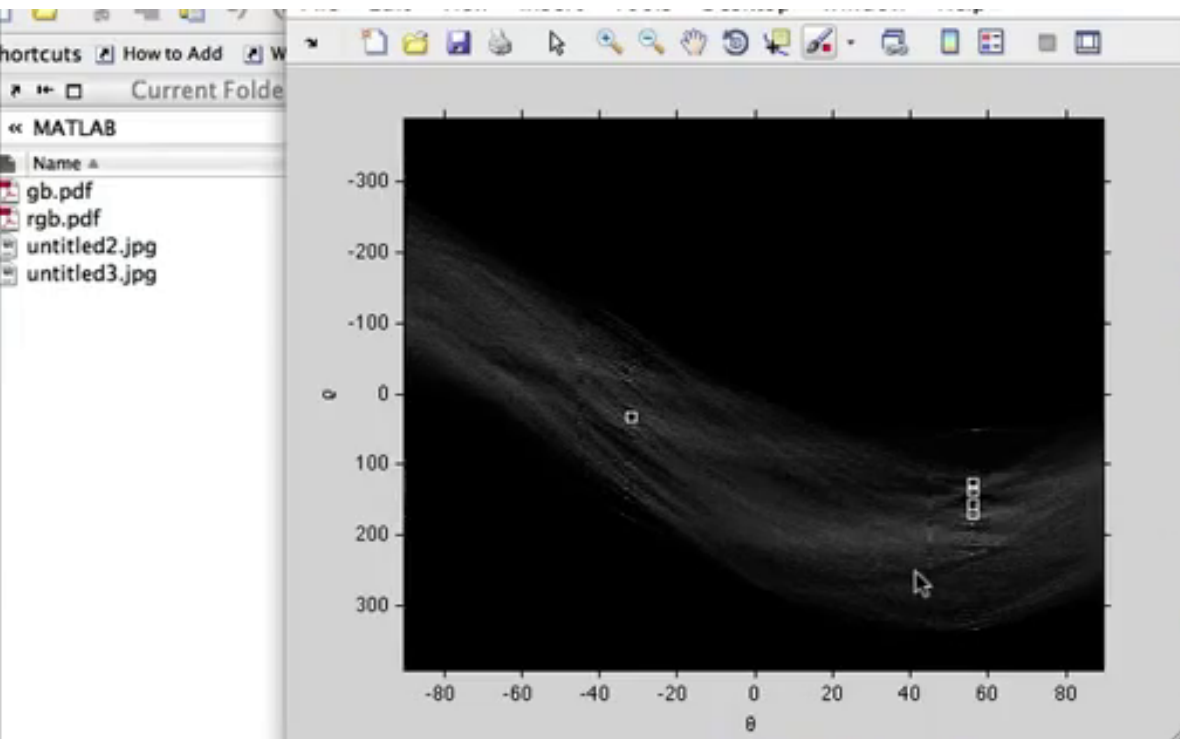 hortcuts How to Add W
Current Folde
« MATLAB
Name
gb.pdf
rgb.pdf
untitled2.jpg
untitled3.jpg
-300
-200
-100
0
100
200
300
ρ
-80 -60 -40 -20 0 20 40 60 80
θ